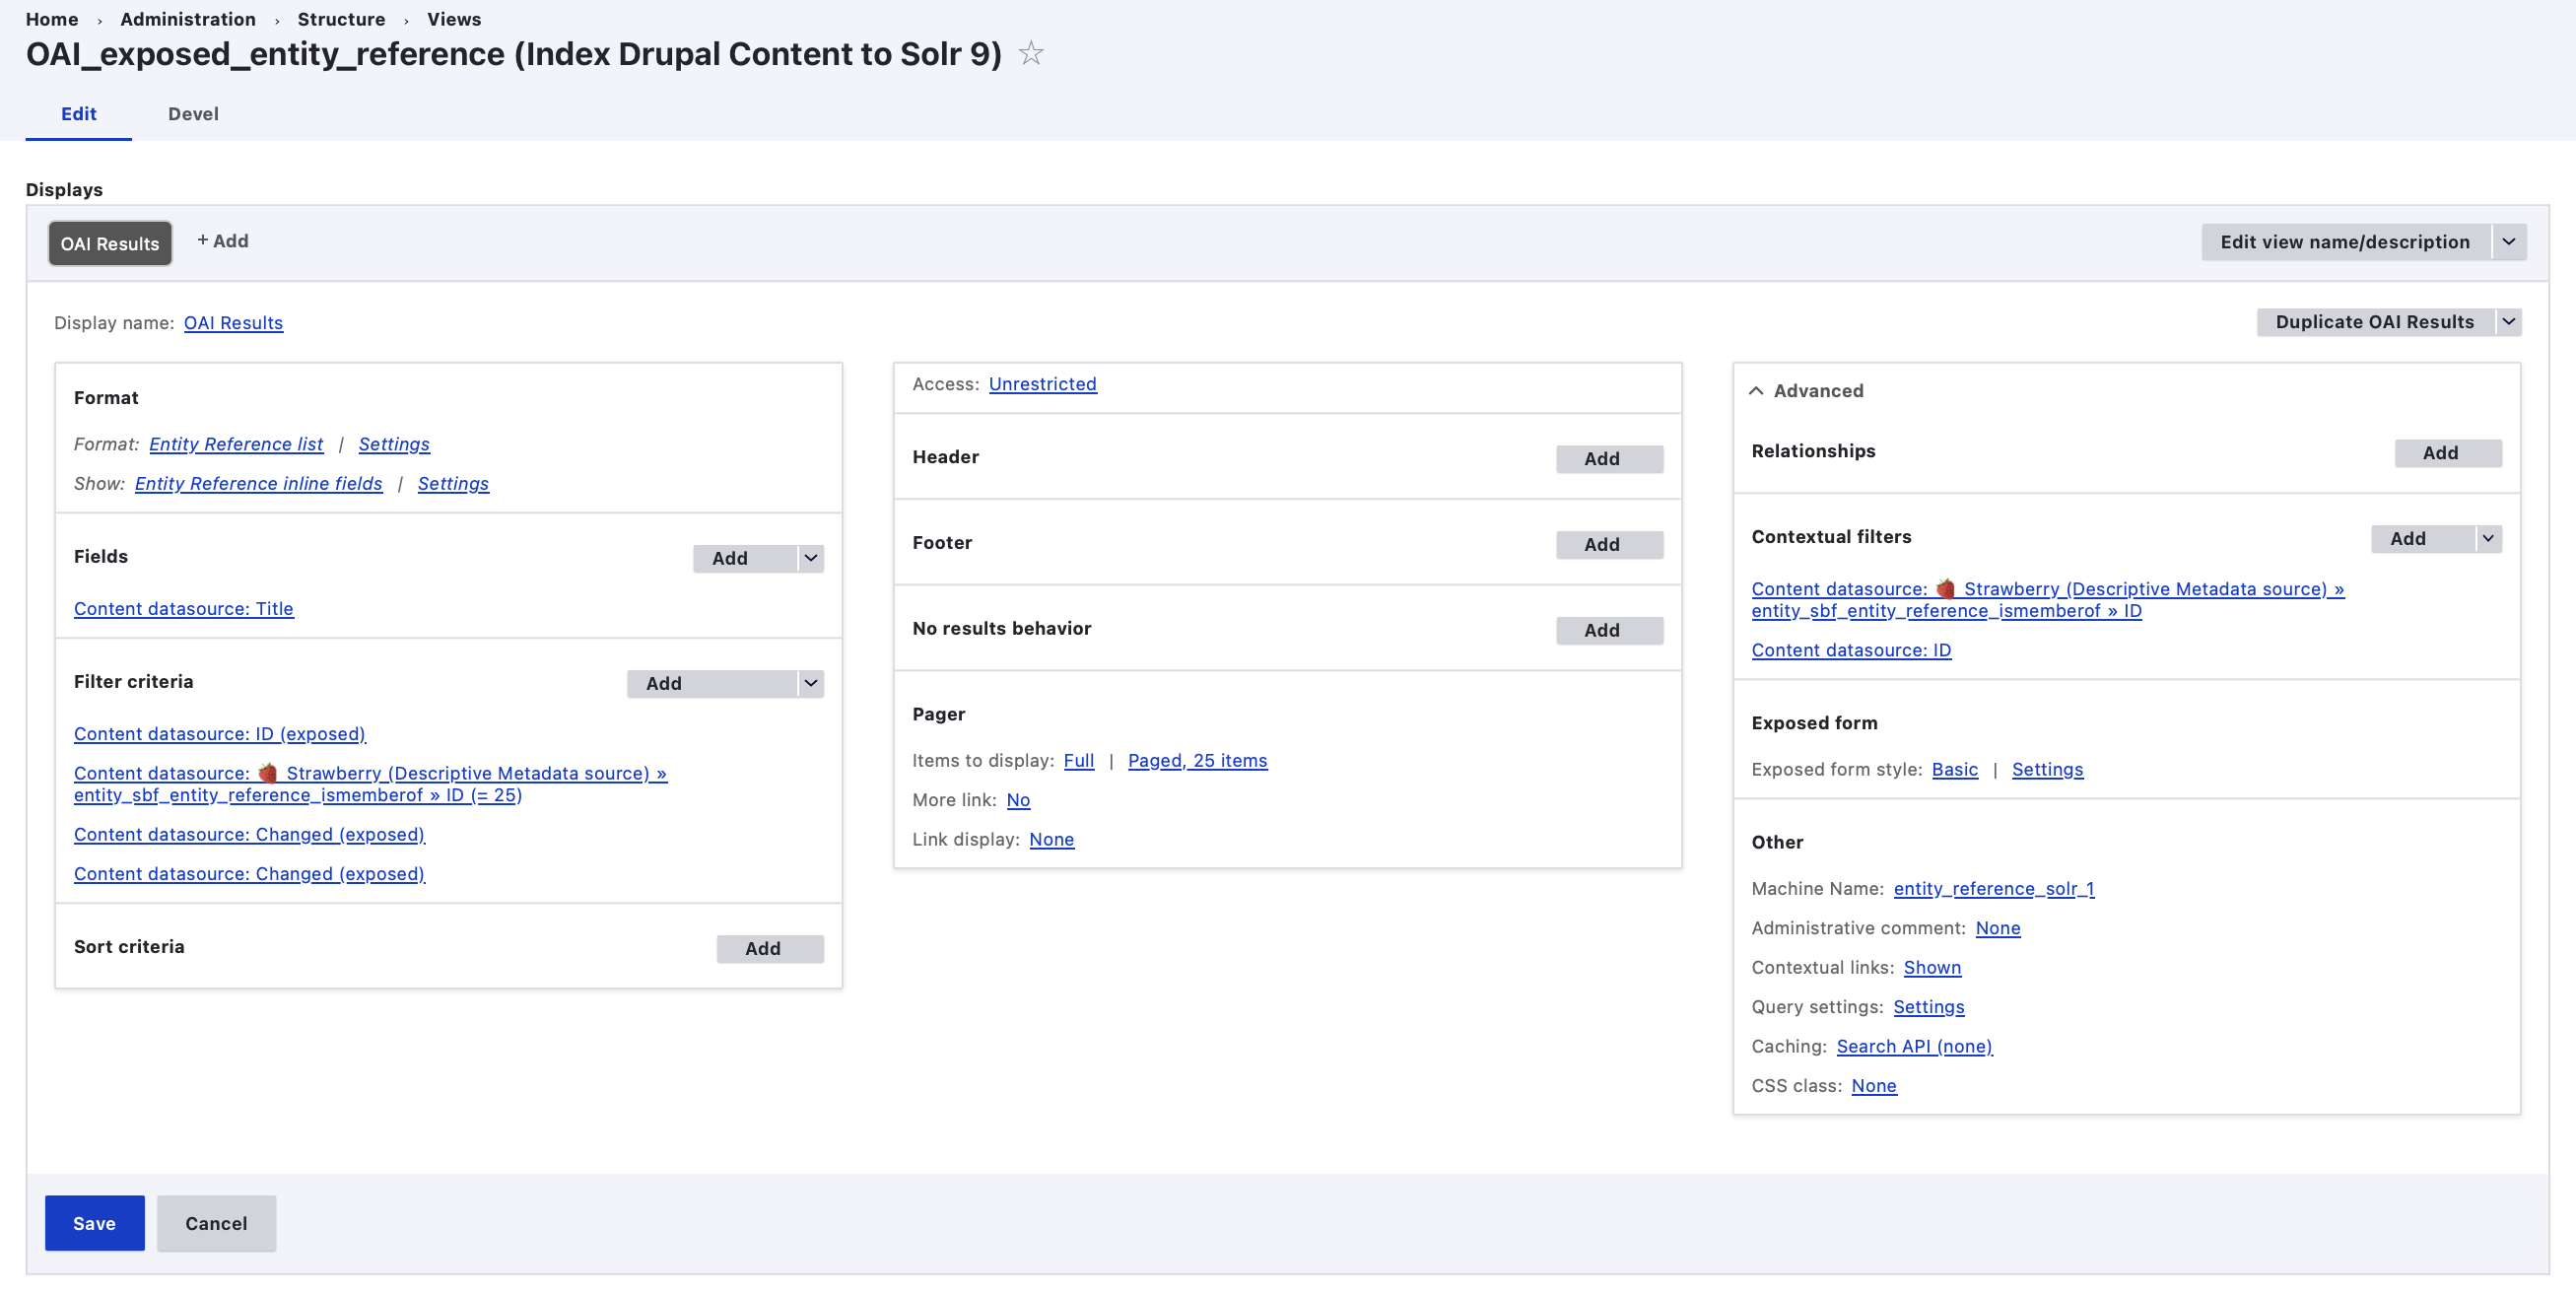 Home › Administration › Structure › Views
OAI_exposed_entity_reference (Index Drupal Content to Solr 9) ☆
Edit Devel
Displays
OAI Results + Add Edit view name/description
Display name: OAI Results Duplicate OAI Results
Format
Format: Entity Reference list | Settings
Show: Entity Reference inline fields | Settings
Fields Add
Content datasource: Title
Filter criteria Add
Content datasource: ID (exposed)
Content datasource: 🍓 Strawberry (Descriptive Metadata source) »
entity_sbf_entity_reference_ismemberof » ID (= 25)
Content datasource: Changed (exposed)
Content datasource: Changed (exposed)
Sort criteria Add
Access: Unrestricted
Header Add
Footer Add
No results behavior Add
Pager
Items to display: Full | Paged, 25 items
More link: No
Link display: None
Advanced
Relationships Add
Contextual filters Add
Content datasource: 🍓 Strawberry (Descriptive Metadata source) »
entity_sbf_entity_reference_ismemberof » ID
Content datasource: ID
Exposed form
Exposed form style: Basic | Settings
Other
Machine Name: entity_reference_solr_1
Administrative comment: None
Contextual links: Shown
Query settings: Settings
Caching: Search API (none)
CSS class: None
Save Cancel